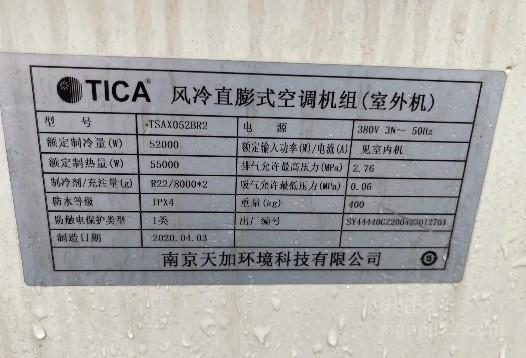 TICA® 风冷直膨式空调机组(室外机)
型号 TSAX052BR2 电源 380V 3N～ 50Hz
额定制冷量(W) 52000 额定输入功率(W)/电流(A) 见室内机
额定制热量(W) 55000 排气允许最高压力(MPa) 2.76
制冷剂/充注量(g) R22/8000*2 吸气允许最低压力(MPa) 0.06
防水等级 IPX4 重量(kg) 400
防触电保护类型 I类 出厂编号
制造日期 2020.04.03
南京天加环境科技有限公司